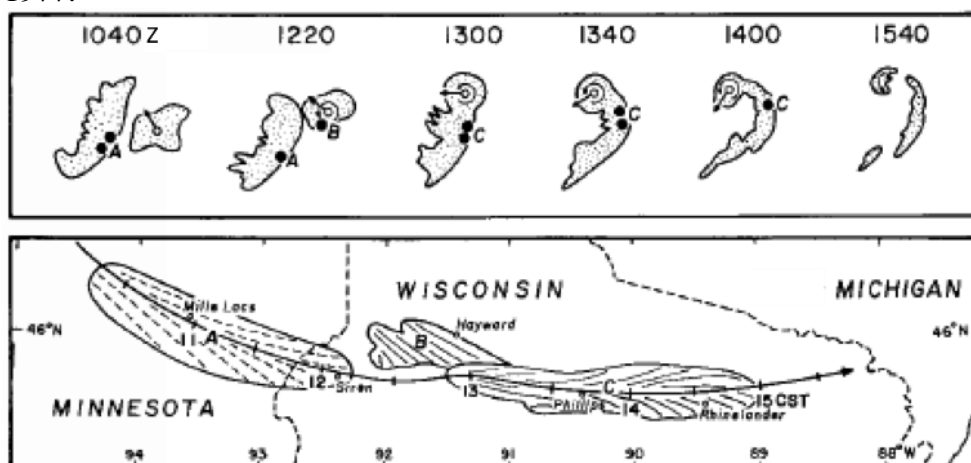 1040 Z 1220 1300 1340 1400 1540
A A B C C C
WISCONSIN MICHIGAN
Mille Lacs Hayward
46°N 11 A B 46°N
12 Siren 13 C
MINNESOTA Phillips 14 Rhinelander 15 CST
94 93 92 91 90 89 88°W